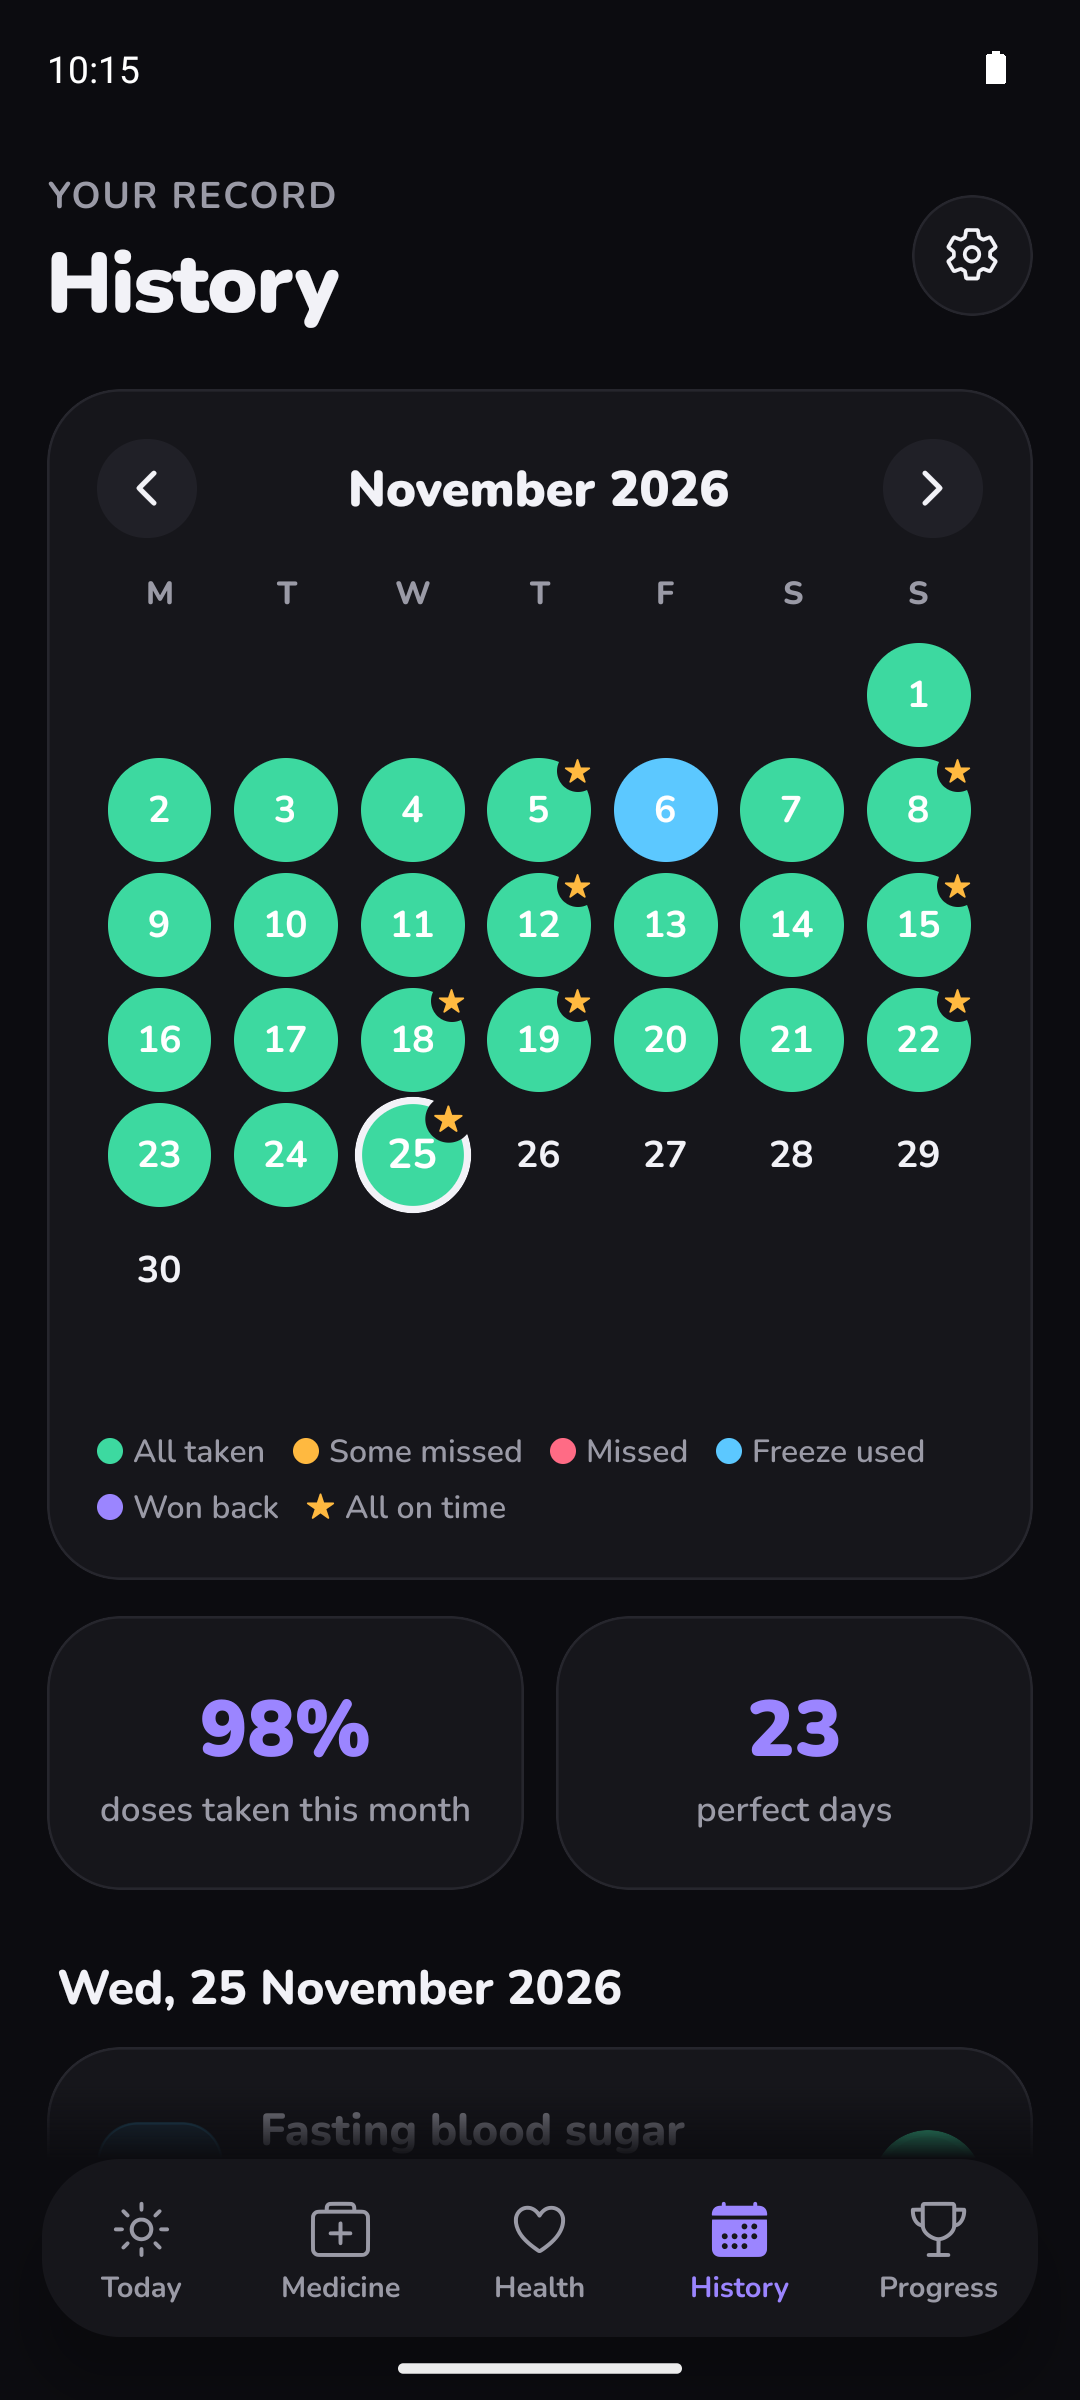 10:15
YOUR RECORD
History
November 2026
M T W T F S S
1
2 3 4 5 6 7 8
9 10 11 12 13 14 15
16 17 18 19 20 21 22
23 24 25 26 27 28 29
30
All taken Some missed Missed Freeze used
Won back All on time
98%
doses taken this month
23
perfect days
Wed, 25 November 2026
Fasting blood sugar
Today Medicine Health History Progress